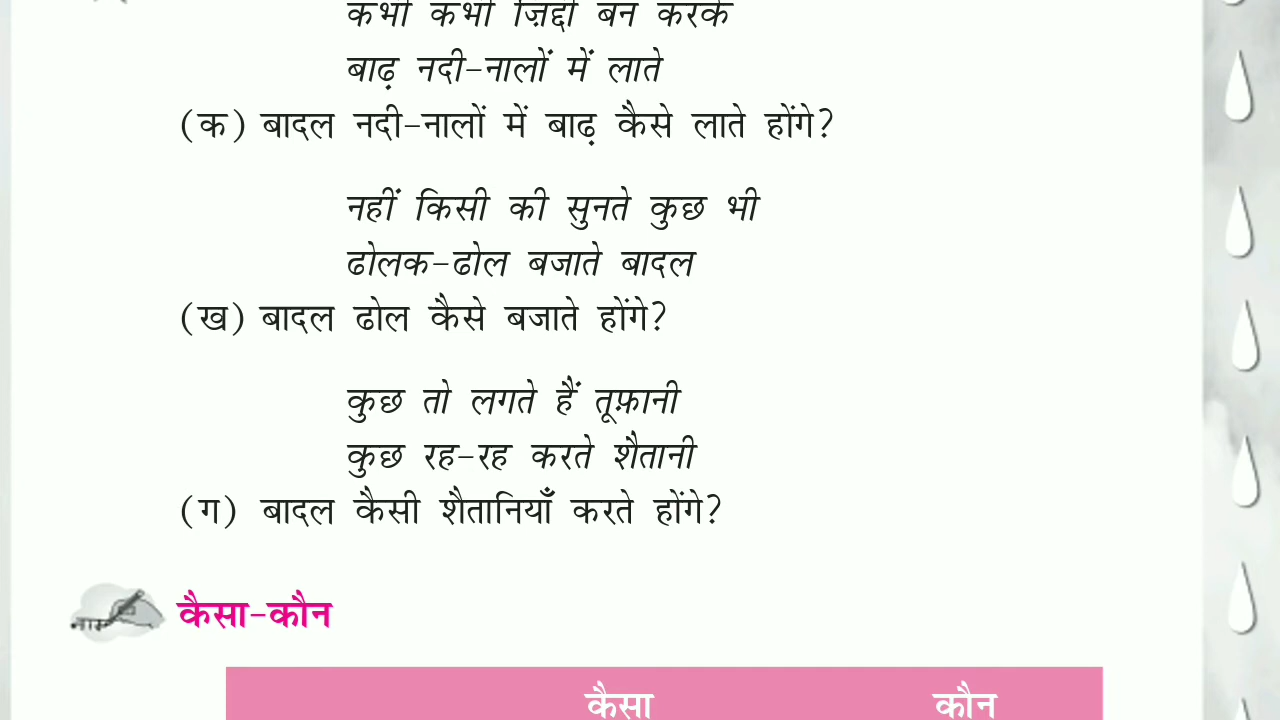 कभी कभी ज़िद्दी बन करके
बाढ़ नदी-नालों में लाते
(क) बादल नदी-नालों में बाढ़ कैसे लाते होंगे?
नहीं किसी की सुनते कुछ भी
ढोलक-ढोल बजाते बादल
(ख) बादल ढोल कैसे बजाते होंगे?
कुछ तो लगते हैं तूफ़ानी
कुछ रह-रह करते शैतानी
(ग) बादल कैसी शैतानियाँ करते होंगे?
कैसा-कौन
कैसा कौन